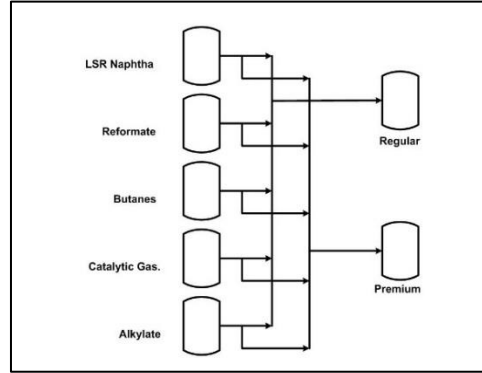 LSR Naphtha
Reformate
Regular
Butanes
Catalytic Gas.
Premium
Alkylate